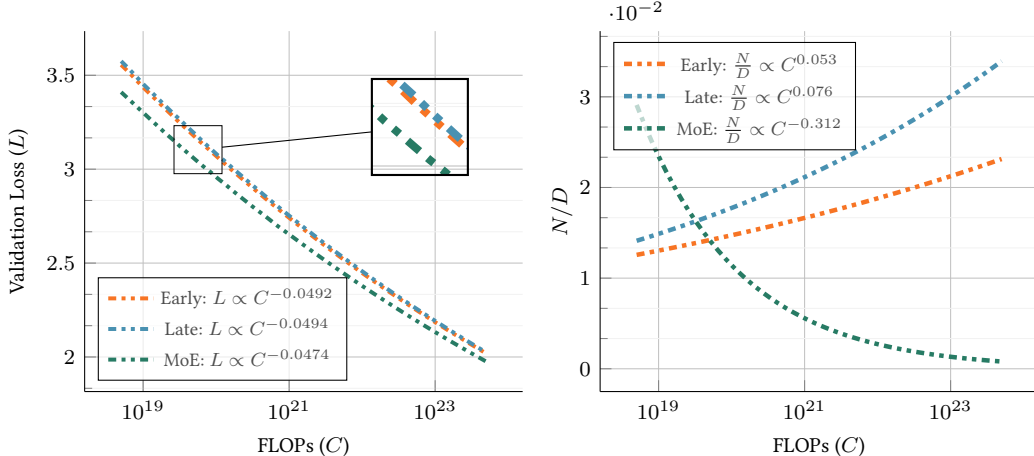 3.5
3
2.5
2
10^19
10^21
10^23
FLOPs (C)
Validation Loss (L)
Early: L ∝ C^−0.0492
Late: L ∝ C^−0.0494
MoE: L ∝ C^−0.0474
·10^−2
3
2
1
0
10^19
10^21
10^23
FLOPs (C)
N/D
Early: N/D ∝ C^0.053
Late: N/D ∝ C^0.076
MoE: N/D ∝ C^−0.312